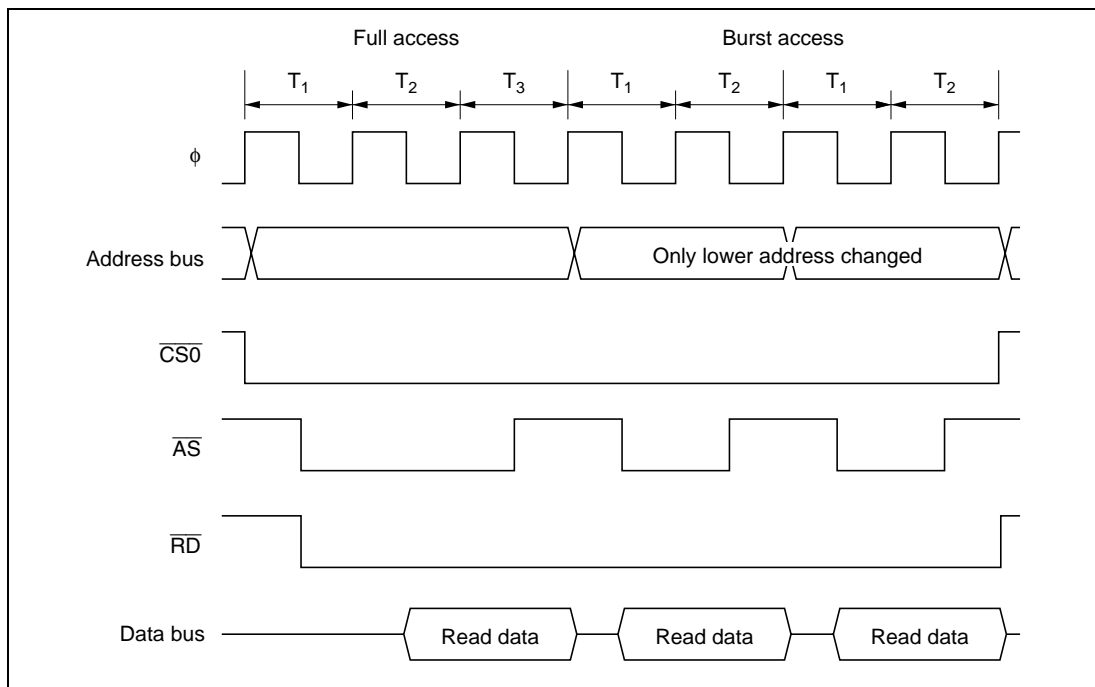 Full access Burst access
T1 T2 T3 T1 T2 T1 T2
φ
Address bus Only lower address changed
CS0
AS
RD
Data bus Read data Read data Read data